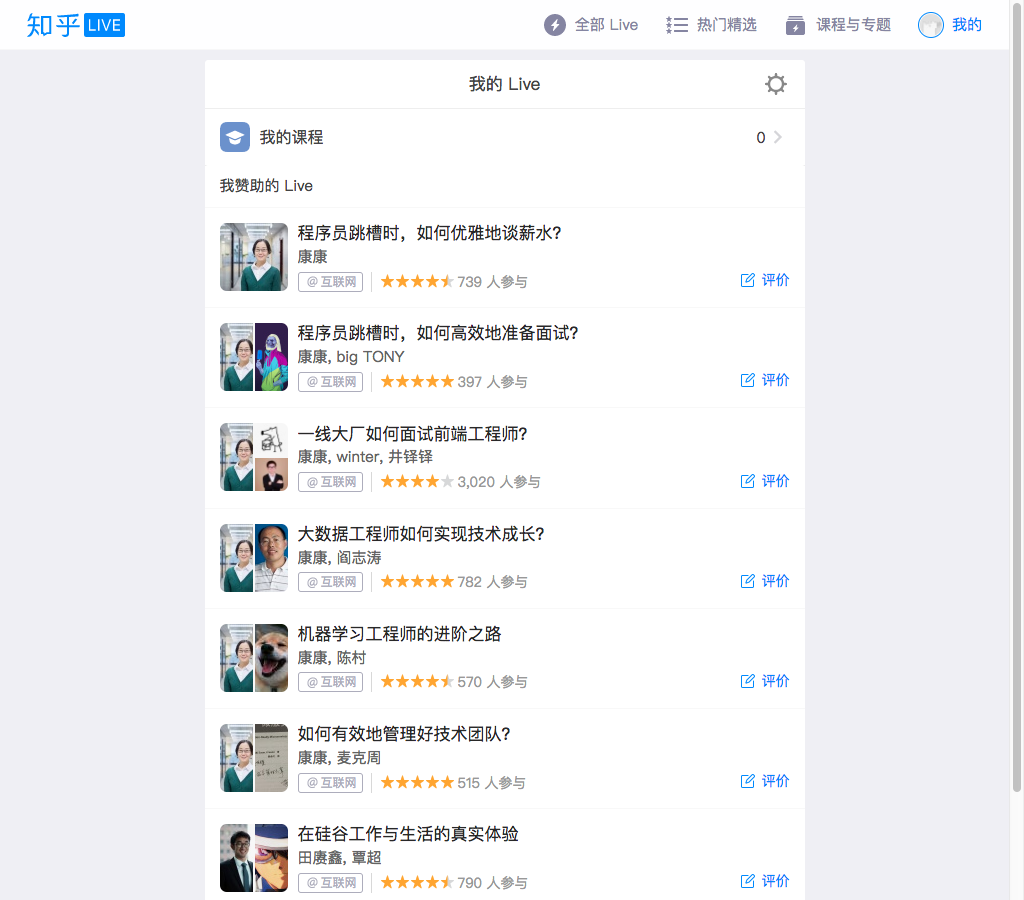 知乎 LIVE 全部 Live 热门精选 课程与专题 我的
我的 Live
我的课程 0
我赞助的 Live
程序员跳槽时，如何优雅地谈薪水?
康康
@ 互联网 739 人参与 评价
程序员跳槽时，如何高效地准备面试?
康康, big TONY
@ 互联网 397 人参与 评价
一线大厂如何面试前端工程师?
康康, winter, 井铎铎
@ 互联网 3,020 人参与 评价
大数据工程师如何实现技术成长?
康康, 阎志涛
@ 互联网 782 人参与 评价
机器学习工程师的进阶之路
康康, 陈村
@ 互联网 570 人参与 评价
如何有效地管理好技术团队?
康康, 麦克周
@ 互联网 515 人参与 评价
在硅谷工作与生活的真实体验
田赓鑫, 覃超
@ 互联网 790 人参与 评价